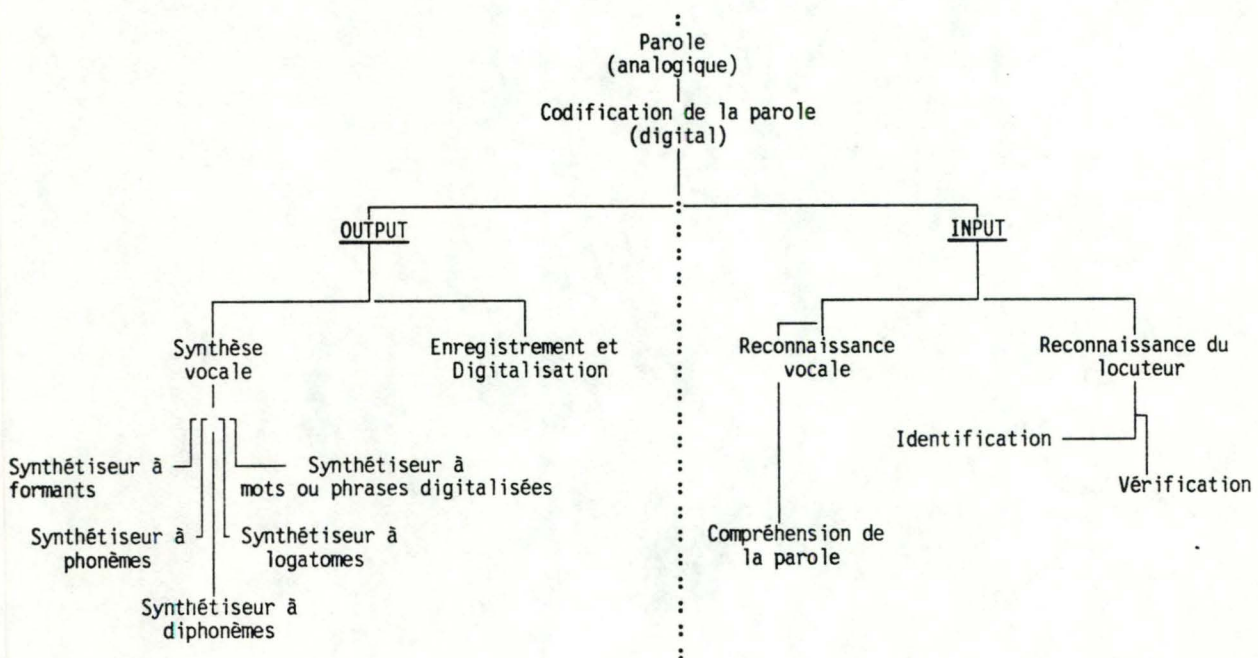 Parole
(analogique)
Codification de la parole
(digital)
OUTPUT
INPUT
Synthèse
vocale
Enregistrement et
Digitalisation
Reconnaissance
vocale
Reconnaissance du
locuteur
Identification
Vérification
Synthétiseur à
formants
Synthétiseur à
mots ou phrases digitalisées
Synthétiseur à
phonèmes
Synthétiseur à
logatomes
Compréhension de
la parole
Synthétiseur à
diphonèmes